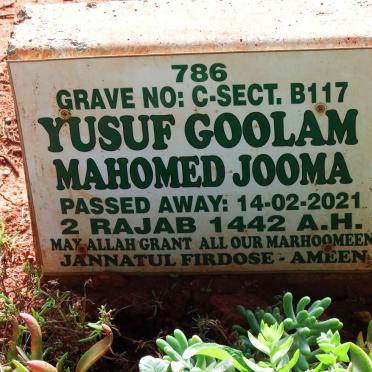 786
GRAVE NO: C-SECT. B117
YUSUF GOOLAM
MAHOMED JOOMA
PASSED AWAY: 14-02-2021
2 RAJAB 1442 A.H.
MAY ALLAH GRANT ALL OUR MARHOOMEEN
JANNATUL FIRDOSE - AMEEN